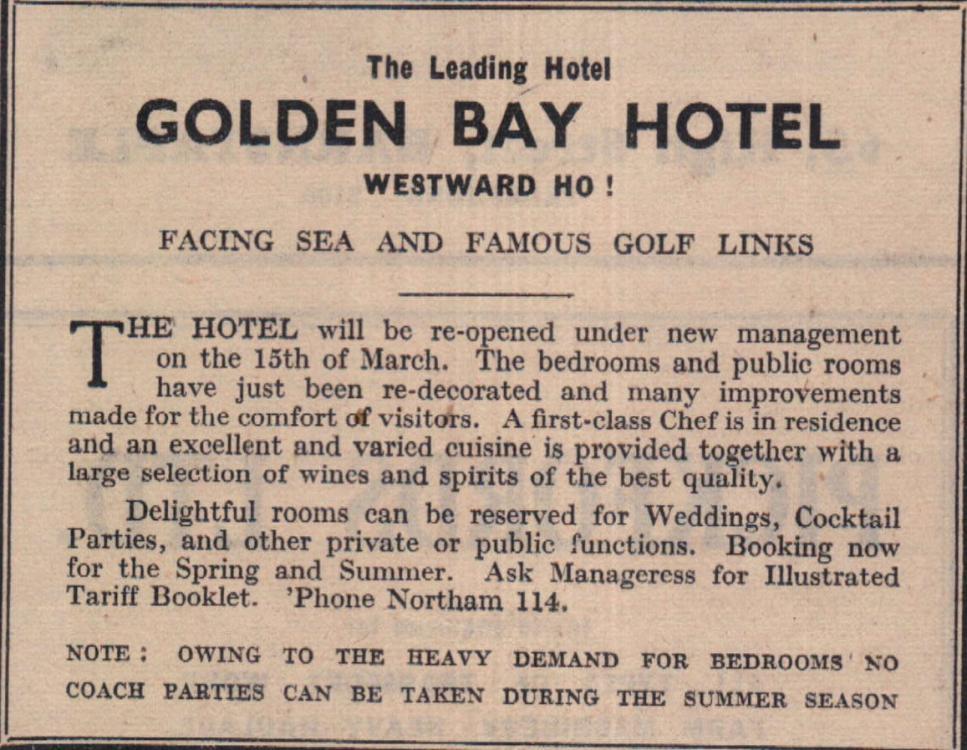 The Leading Hotel
GOLDEN BAY HOTEL
WESTWARD HO !
FACING SEA AND FAMOUS GOLF LINKS
THE HOTEL will be re-opened under new management
on the 15th of March. The bedrooms and public rooms
have just been re-decorated and many improvements
made for the comfort of visitors. A first-class Chef is in residence
and an excellent and varied cuisine is provided together with a
large selection of wines and spirits of the best quality.
Delightful rooms can be reserved for Weddings, Cocktail
Parties, and other private or public functions. Booking now
for the Spring and Summer. Ask Manageress for Illustrated
Tariff Booklet. 'Phone Northam 114.
NOTE : OWING TO THE HEAVY DEMAND FOR BEDROOMS NO
COACH PARTIES CAN BE TAKEN DURING THE SUMMER SEASON